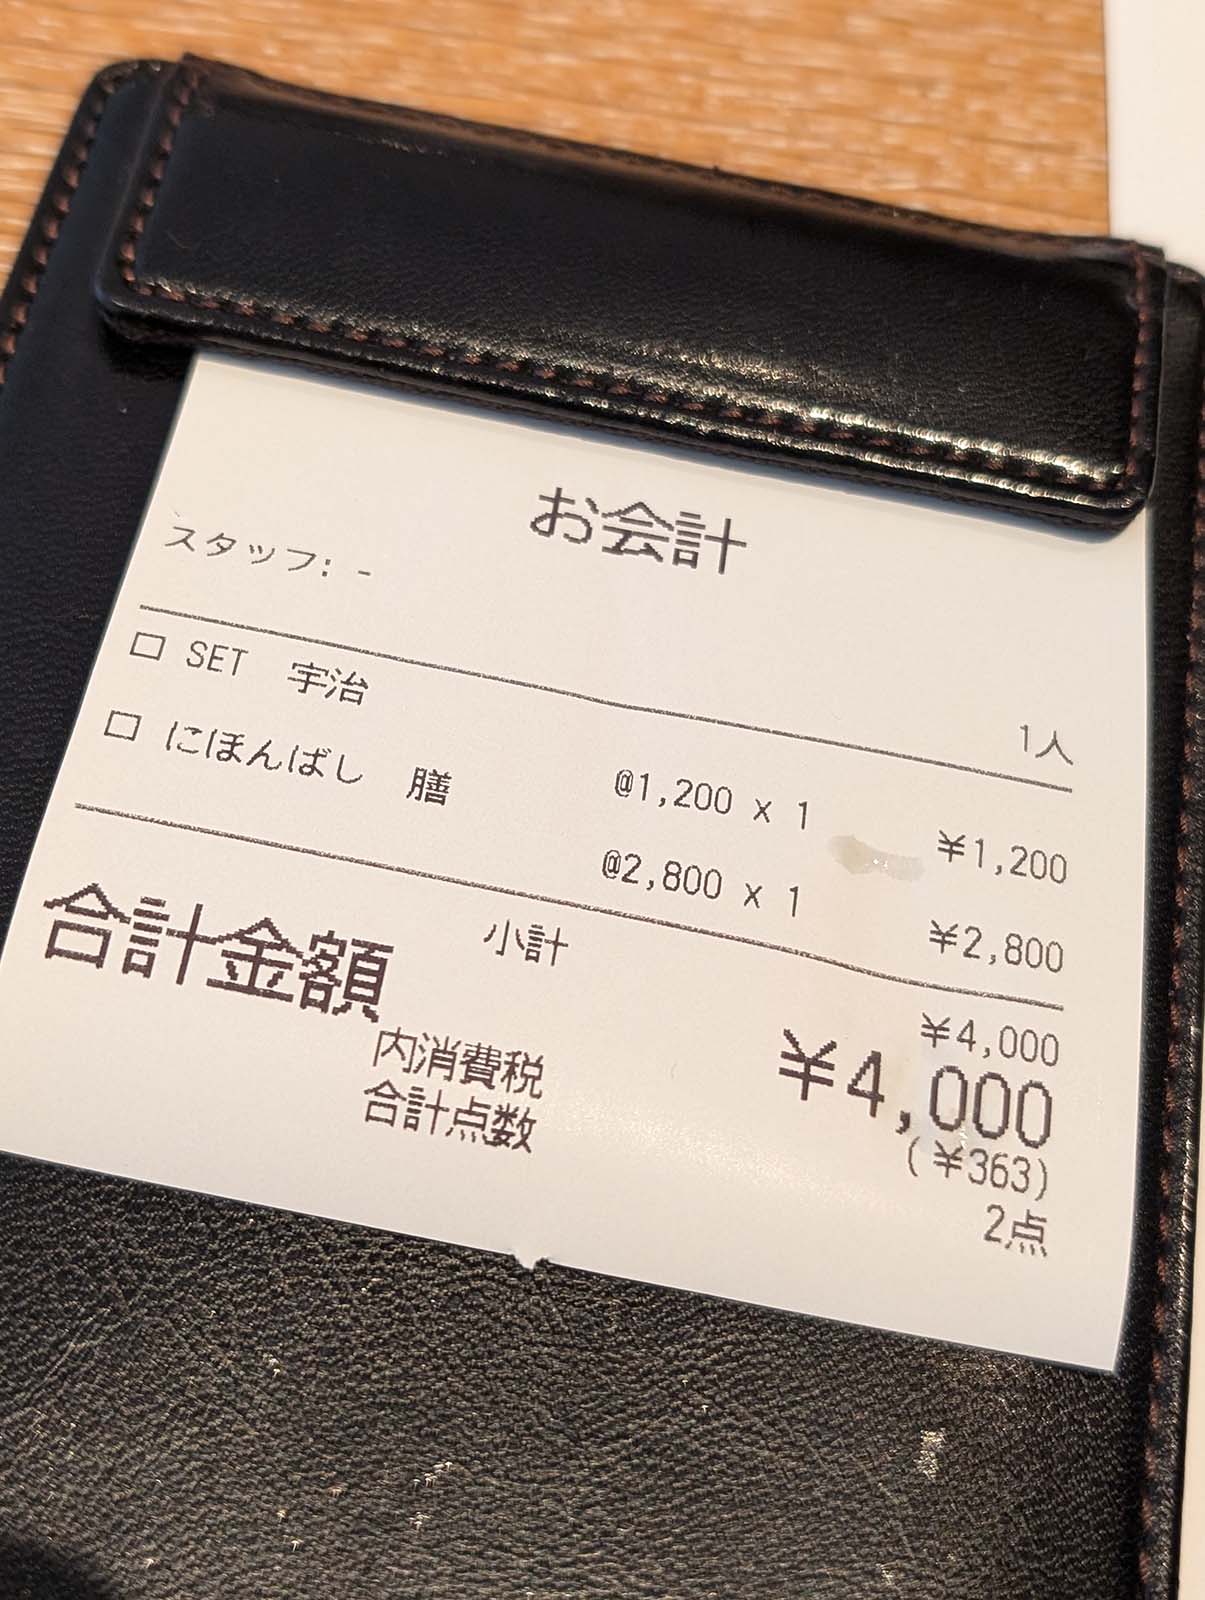 お会計
スタッフ: -
1人
□ SET 宇治
@1,200 x 1 ¥1,200
□ にほんばし 膳
@2,800 x 1 ¥2,800
小計 ¥4,000
合計金額 ¥4,000
内消費税 (¥363)
合計点数 2点